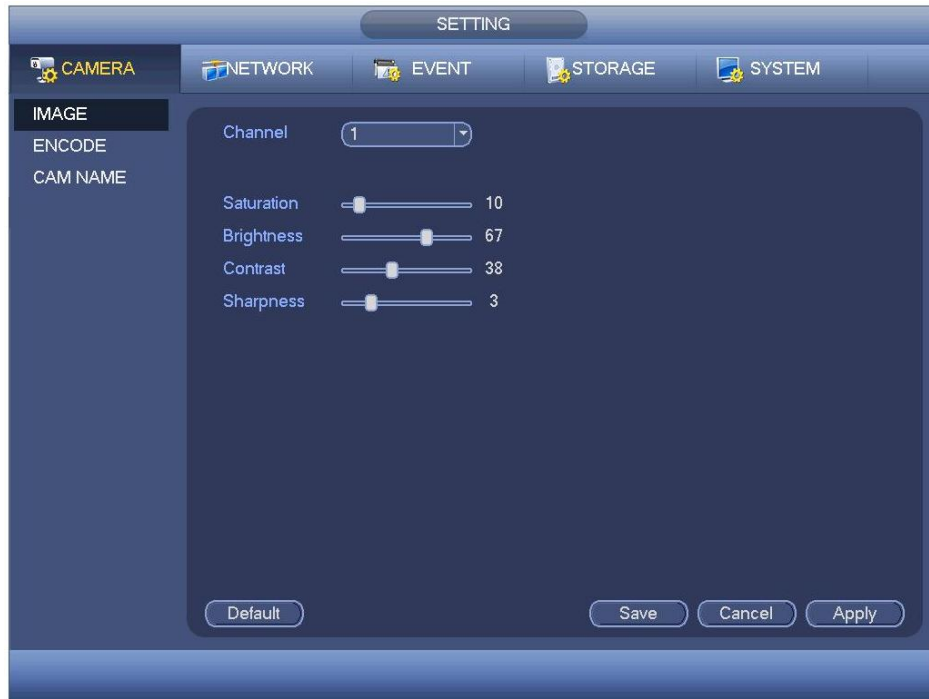 SETTING
CAMERA NETWORK EVENT STORAGE SYSTEM
IMAGE
ENCODE
CAM NAME
Channel 1
Saturation 10
Brightness 67
Contrast 38
Sharpness 3
Default Save Cancel Apply